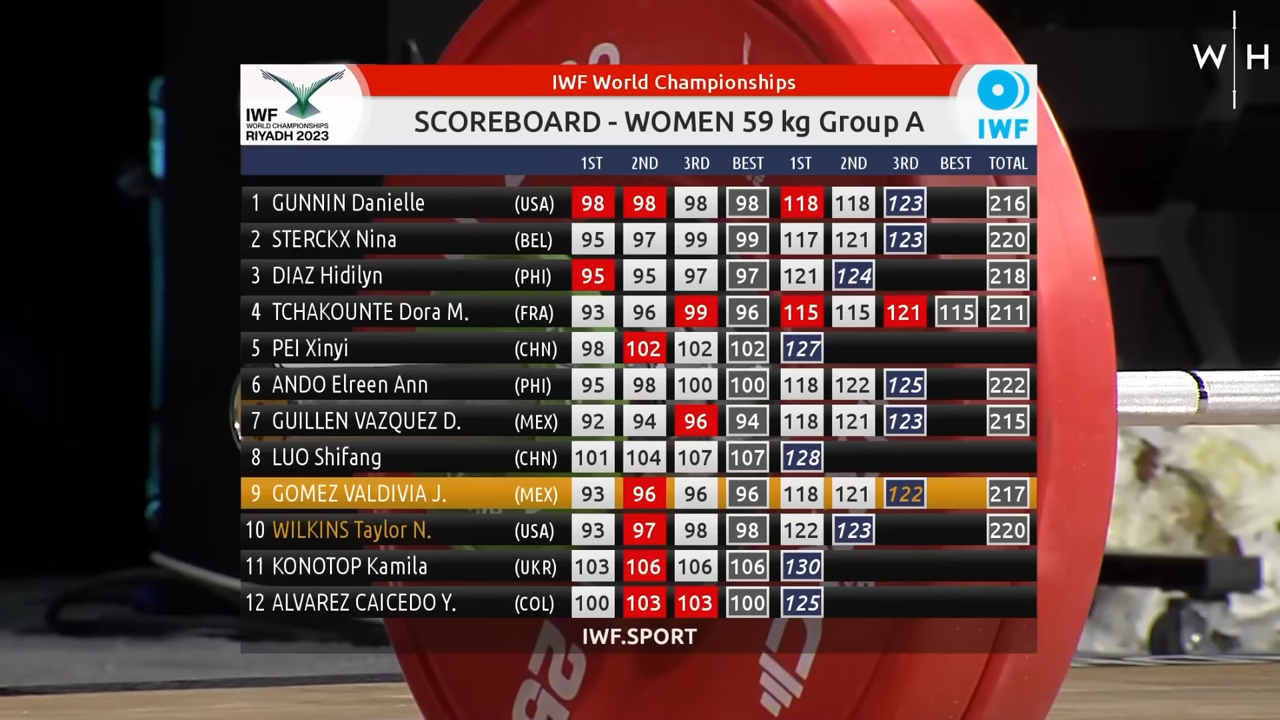 W H
IWF World Championships
IWF
WORLD CHAMPIONSHIPS
RIYADH 2023
SCOREBOARD - WOMEN 59 kg Group A
IWF
1ST 2ND 3RD BEST 1ST 2ND 3RD BEST TOTAL
1 GUNNIN Danielle (USA) 98 98 98 98 118 118 123 216
2 STERCKX Nina (BEL) 95 97 99 99 117 121 123 220
3 DIAZ Hidilyn (PHI) 95 95 97 97 121 124 218
4 TCHAKOUNTE Dora M. (FRA) 93 96 99 96 115 115 121 115 211
5 PEI Xinyi (CHN) 98 102 102 102 127
6 ANDO Elreen Ann (PHI) 95 98 100 100 118 122 125 222
7 GUILLEN VAZQUEZ D. (MEX) 92 94 96 94 118 121 123 215
8 LUO Shifang (CHN) 101 104 107 107 128
9 GOMEZ VALDIVIA J. (MEX) 93 96 96 96 118 121 122 217
10 WILKINS Taylor N. (USA) 93 97 98 98 122 123 220
11 KONOTOP Kamila (UKR) 103 106 106 106 130
12 ALVAREZ CAICEDO Y. (COL) 100 103 103 100 125
IWF.SPORT
25